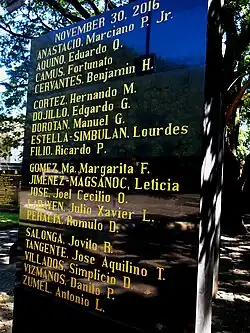 NOVEMBER 30, 2016
ANASTACIO, Marciano P. Jr.
AQUINO, Eduardo Q.
CAMUS, Fortunato
CERVANTES, Benjamin H.
CORTEZ, Hernando M.
DOJILLO, Edgardo G.
DOROTAN, Manuel G.
ESTELLA-SIMBULAN, Lourdes
FILIO, Ricardo P.
GOMEZ, Ma. Margarita F.
JIMENEZ-MAGSANOC, Leticia
JOSE, Joel Cecilio O.
Julio Xavier L.
PERALTA, Romulo D.
SALONGA, Jovito R.
TANGENTE, Jose Aquilino T.
VILLADOS, Simplicio D.
VIZMANOS, Danilo P.
ZUMEL, Antonio L.